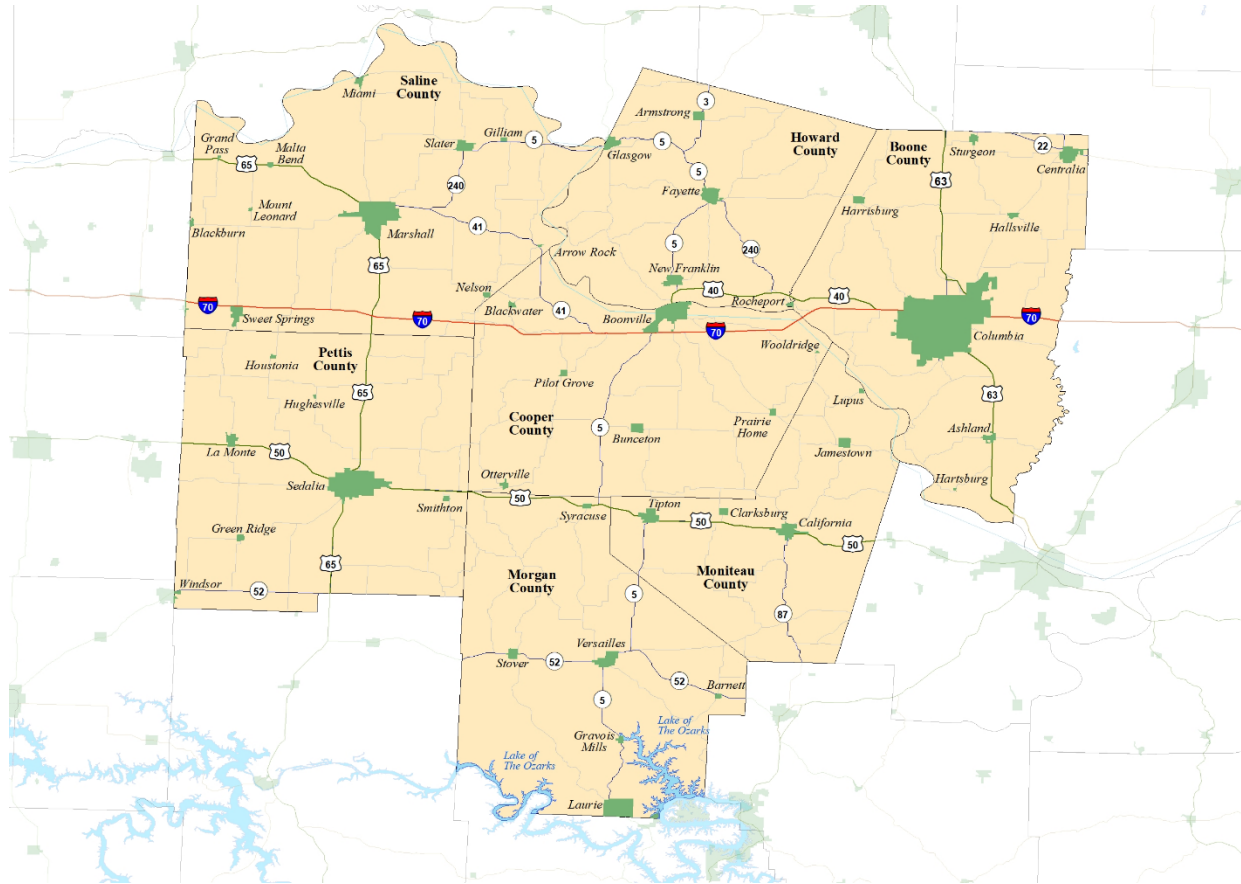 Saline
County
Miami
3
Armstrong
Grand
Pass
Malta
Bend
65
Slater
Gilliam
5
Glasgow
5
Howard
County
Boone
County
Sturgeon
22
Centralia
63
5
240
Fayette
Mount
Leonard
Harrisburg
Hallsville
Blackburn
Marshall
41
5
240
Arrow Rock
65
New Franklin
Nelson
40
Rocheport
40
70
Sweet Springs
70
Blackwater
41
Boonville
70
70
Columbia
Wooldridge
Pettis
County
Houstonia
Pilot Grove
65
Hughesville
Lupus
63
Cooper
County
5
Bunceton
Prairie
Home
Ashland
La Monte
50
Jamestown
Sedalia
Otterville
50
Hartsburg
Smithton
Syracuse
Tipton
Clarksburg
50
California
50
Green Ridge
65
Windsor
52
Morgan
County
Moniteau
County
5
87
Versailles
Stover
52
52
Barnett
5
Lake of
The Ozarks
Gravois
Mills
Lake of
The Ozarks
Laurie